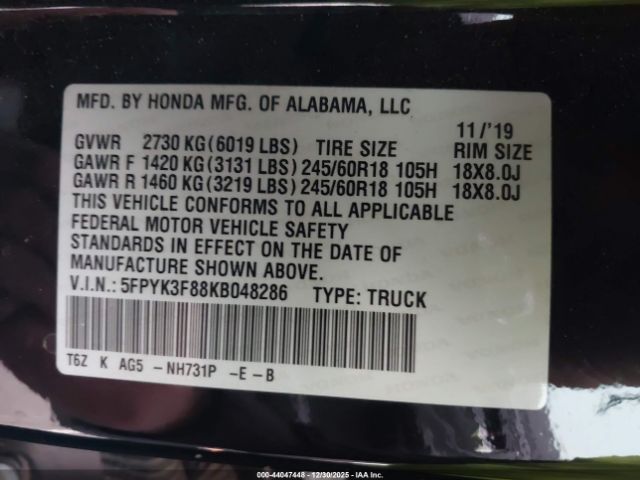 MFD. BY HONDA MFG. OF ALABAMA, LLC
11/'19
GVWR 2730 KG(6019 LBS) TIRE SIZE RIM SIZE
GAWR F 1420 KG(3131 LBS) 245/60R18 105H 18X8.0J
GAWR R 1460 KG(3219 LBS) 245/60R18 105H 18X8.0J
THIS VEHICLE CONFORMS TO ALL APPLICABLE
FEDERAL MOTOR VEHICLE SAFETY
STANDARDS IN EFFECT ON THE DATE OF
MANUFACTURE SHOWN ABOVE.
V.I.N.: 5FPYK3F88KB048286 TYPE: TRUCK
T6Z K AG5 -NH731P -E -B
000-44047448 - 12/30/2025 - IAA Corp.